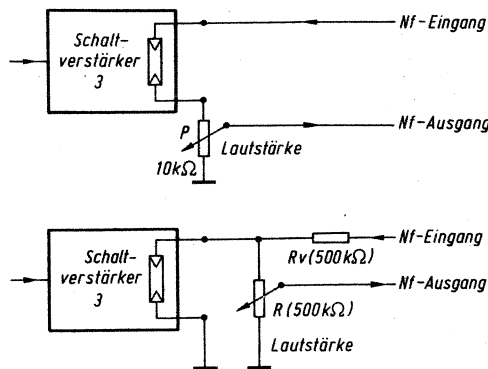 Schalt-
verstärker
3
Nf-Eingang
P
Nf-Ausgang
Lautstärke
10kΩ
Schalt-
verstärker
3
Nf-Eingang
Rv(500kΩ)
Nf-Ausgang
R(500kΩ)
Lautstärke